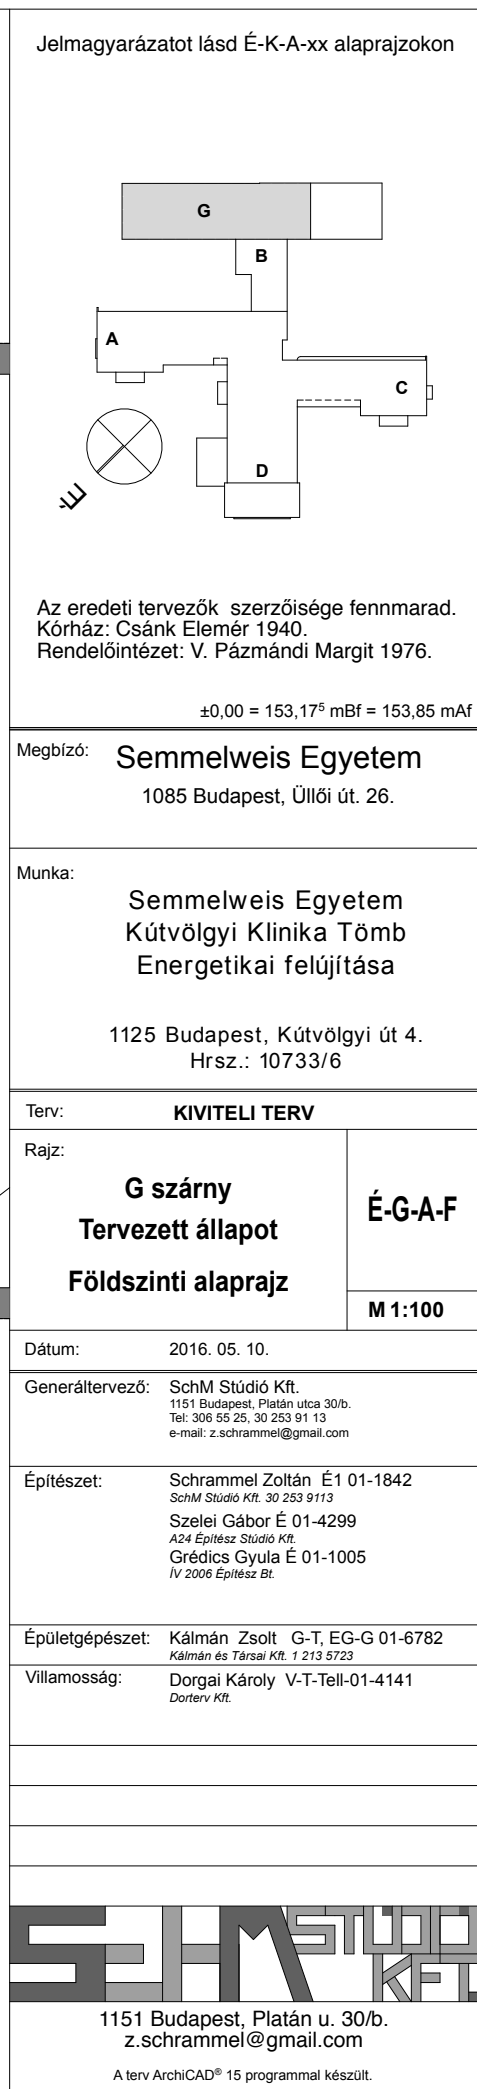 Jelmagyarázatot lásd É-K-A-xx alaprajzokon
G
B
A
C
D
É
Az eredeti tervezők szerzőisége fennmarad.
Kórház: Csánk Elemér 1940.
Rendelőintézet: V. Pázmándi Margit 1976.
±0,00 = 153,17⁵ mBf = 153,85 mAf
Megbízó: Semmelweis Egyetem
1085 Budapest, Üllői út. 26.
Munka:
Semmelweis Egyetem
Kútvölgyi Klinika Tömb
Energetikai felújítása
1125 Budapest, Kútvölgyi út 4.
Hrsz.: 10733/6
Terv: KIVITELI TERV
Rajz:
G szárny
Tervezett állapot
Földszinti alaprajz
É-G-A-F
M 1:100
Dátum: 2016. 05. 10.
Generáltervező: SchM Stúdió Kft.
1151 Budapest, Platán utca 30/b.
Tel: 306 55 25, 30 253 91 13
e-mail: z.schrammel@gmail.com
Építészet: Schrammel Zoltán É1 01-1842
SchM Stúdió Kft. 30 253 9113
Szelei Gábor É 01-4299
A24 Építész Stúdió Kft.
Grédics Gyula É 01-1005
ÍV 2006 Építész Bt.
Épületgépészet: Kálmán Zsolt G-T, EG-G 01-6782
Kálmán és Társai Kft. 1 213 5723
Villamosság: Dorgai Károly V-T-Tell-01-4141
Dorterv Kft.
SCHM STÚDIÓ
KFT.
1151 Budapest, Platán u. 30/b.
z.schrammel@gmail.com
A terv ArchiCAD® 15 programmal készült.